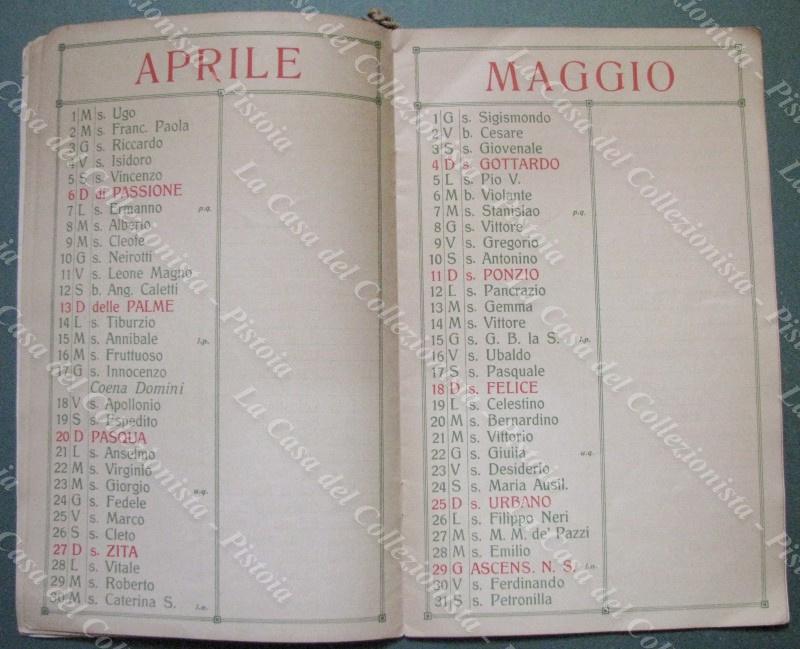 APRILE
1 M s. Ugo
2 M s. Franc. Paola
3 G s. Riccardo
4 V s. Isidoro
5 S s. Vincenzo
6 D di PASSIONE
7 L s. Ermanno p.q.
8 M s. Alberio
9 M s. Cleofe
10 G s. Neirotti
11 V s. Leone Magno
12 S b. Ang. Caletti
13 D delle PALME
14 L s. Tiburzio
15 M s. Annibale l.p.
16 M s. Fruttuoso
17 G s. Innocenzo
Coena Domini
18 V s. Apollonio
19 S s. Espedito
20 D PASQUA
21 L s. Anselmo
22 M s. Virginio
23 M s. Giorgio u.q.
24 G s. Fedele
25 V s. Marco
26 S s. Cleto
27 D s. ZITA
28 L s. Vitale
29 M s. Roberto
30 M s. Caterina S. l.n.
MAGGIO
1 G s. Sigismondo
2 V b. Cesare
3 S s. Giovenale
4 D s. GOTTARDO
5 L s. Pio V.
6 M b. Violante
7 M s. Stanislao p.q.
8 G s. Vittore
9 V s. Gregorio
10 S s. Antonino
11 D s. PONZIO
12 L s. Pancrazio
13 M s. Gemma
14 M s. Vittore
15 G s. G. B. la S. l.p.
16 V s. Ubaldo
17 S s. Pasquale
18 D s. FELICE
19 L s. Celestino
20 M s. Bernardino
21 M s. Vittorio
22 G s. Giulia u.q.
23 V s. Desiderio
24 S s. Maria Ausil.
25 D s. URBANO
26 L s. Filippo Neri
27 M s. M. M. de' Pazzi
28 M s. Emilio
29 G ASCENS. N. S. l.n.
30 V s. Ferdinando
31 S s. Petronilla
La Casa del Collezionista - Pistoia